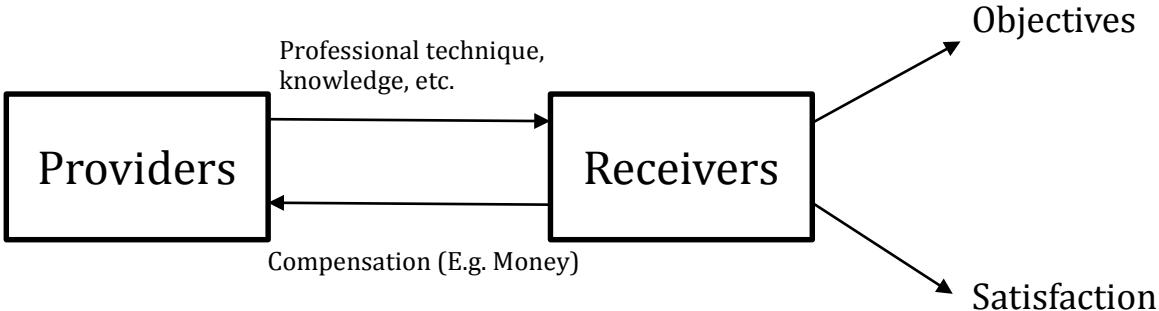 Objectives
Professional technique,
knowledge, etc.
Providers
Receivers
Compensation (E.g. Money)
Satisfaction